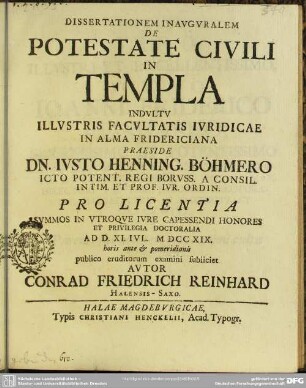 DISSERTATIONEM INAVGVRALEM
DE
POTESTATE CIVILI
IN
TEMPLA
INDVLTV
ILLVSTRIS FACVLTATIS IVRIDICAE
IN ALMA FRIDERICIANA
PRAESIDE
DN. IVSTO HENNING. BÖHMERO
ICTO POTENT. REGI BORVSS. A CONSIL.
INTIM. ET PROF. IVR. ORDIN.
PRO LICENTIA
SVMMOS IN VTROQVE IVRE CAPESSENDI HONORES
ET PRIVILEGIA DOCTORALIA
AD D. XI. IVL. M DCC XIX.
horis ante & pomeridianis
publico eruditorum examini subiiciet
AVTOR
CONRAD FRIEDRICH REINHARD
HALENSIS-SAXO.
HALAE MAGDEBVRGICAE,
Typis CHRISTIANI HENCKELII, Acad. Typogr.